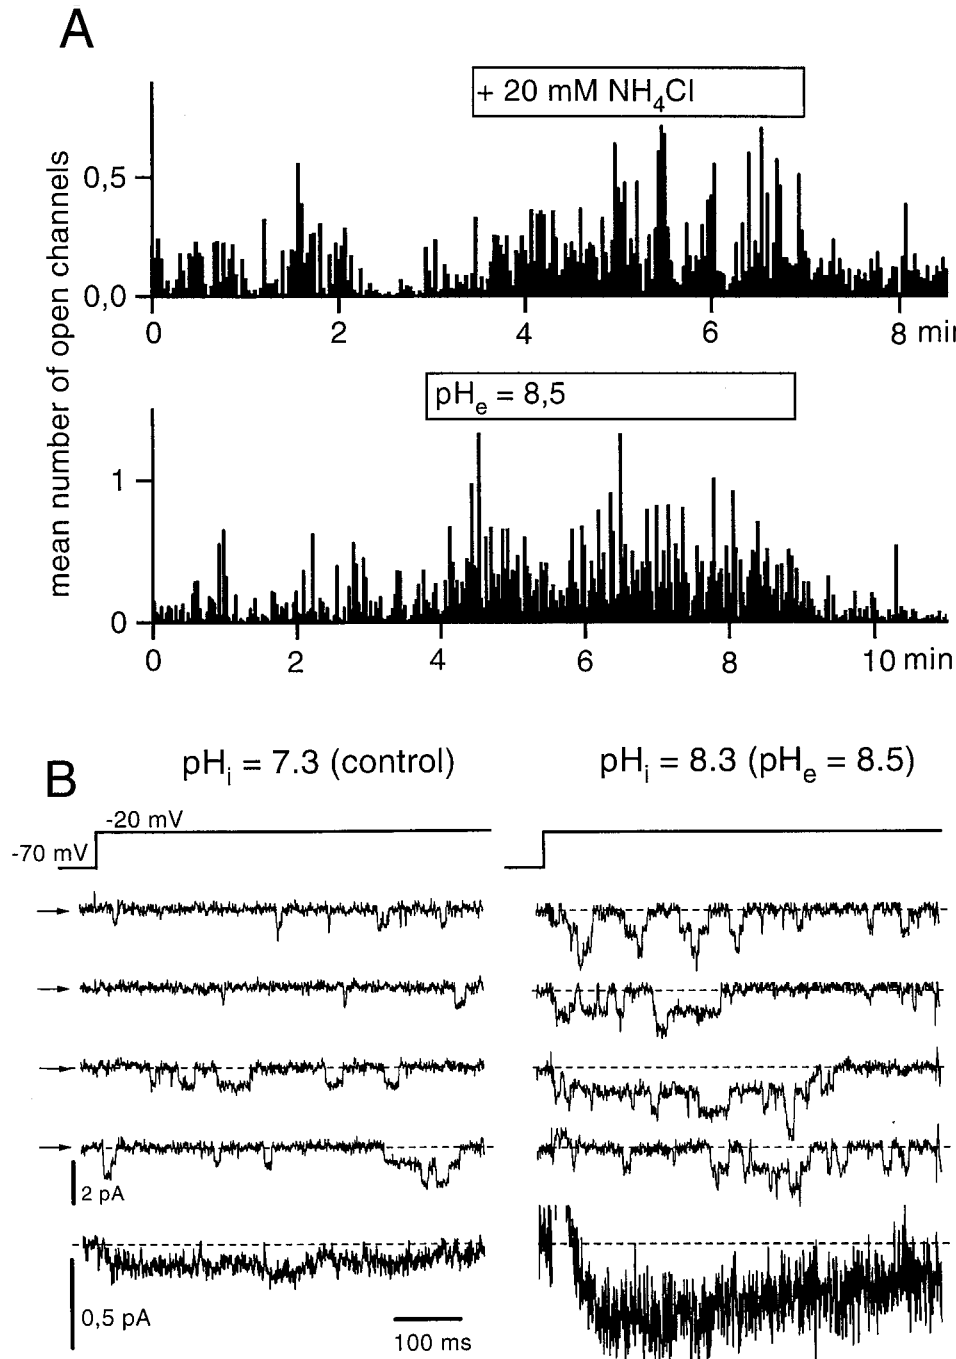 A
+ 20 mM NH₄Cl
mean number of open channels
0,5
0,0
0 2 4 6 8 min
pHₑ = 8,5
1
0
0 2 4 6 8 10 min
B
pHᵢ = 7.3 (control)
pHᵢ = 8.3 (pHₑ = 8.5)
-20 mV
-70 mV
2 pA
0,5 pA
100 ms